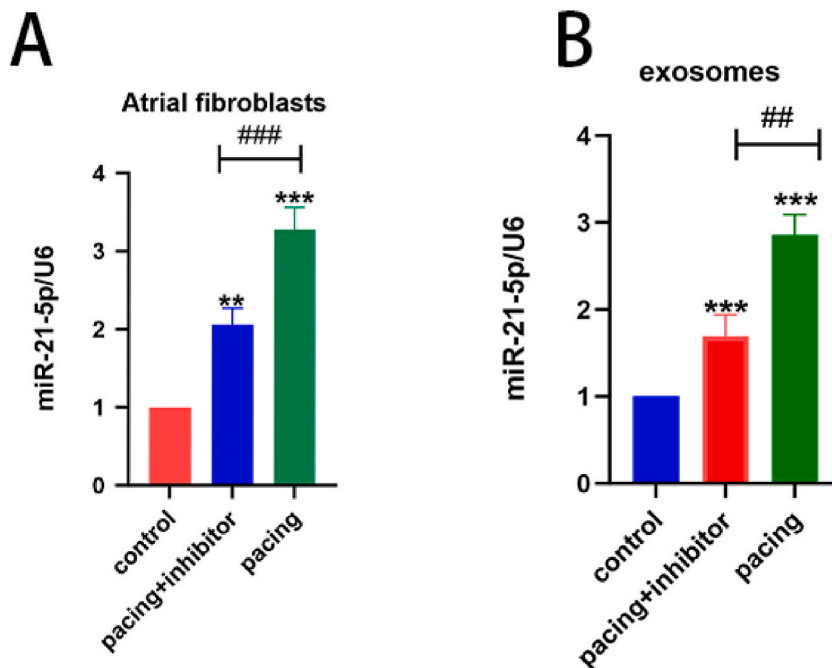 A
Atrial fibroblasts
###
***
**
miR-21-5p/U6
4
3
2
1
0
control
pacing+inhibitor
pacing
B
exosomes
##
***
***
miR-21-5p/U6
4
3
2
1
0
control
pacing+inhibitor
pacing